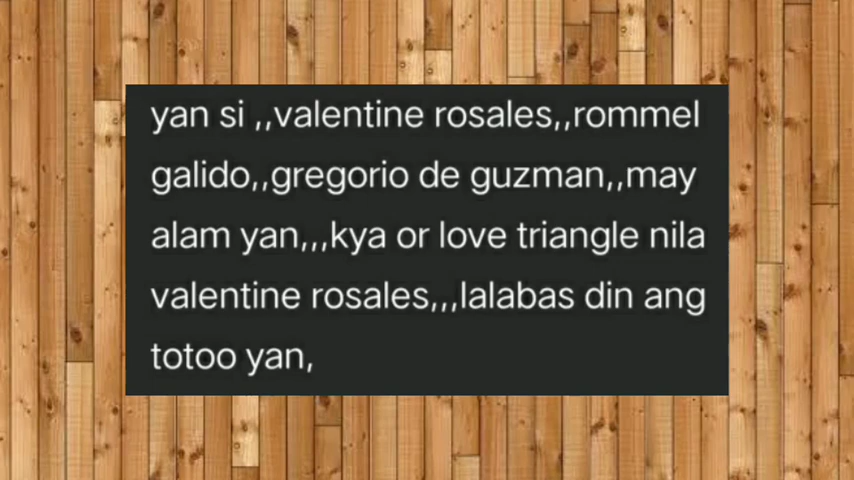 yan si ,,valentine rosales,,rommel
galido,,gregorio de guzman,,may
alam yan,,,kya or love triangle nila
valentine rosales,,,lalabas din ang
totoo yan,